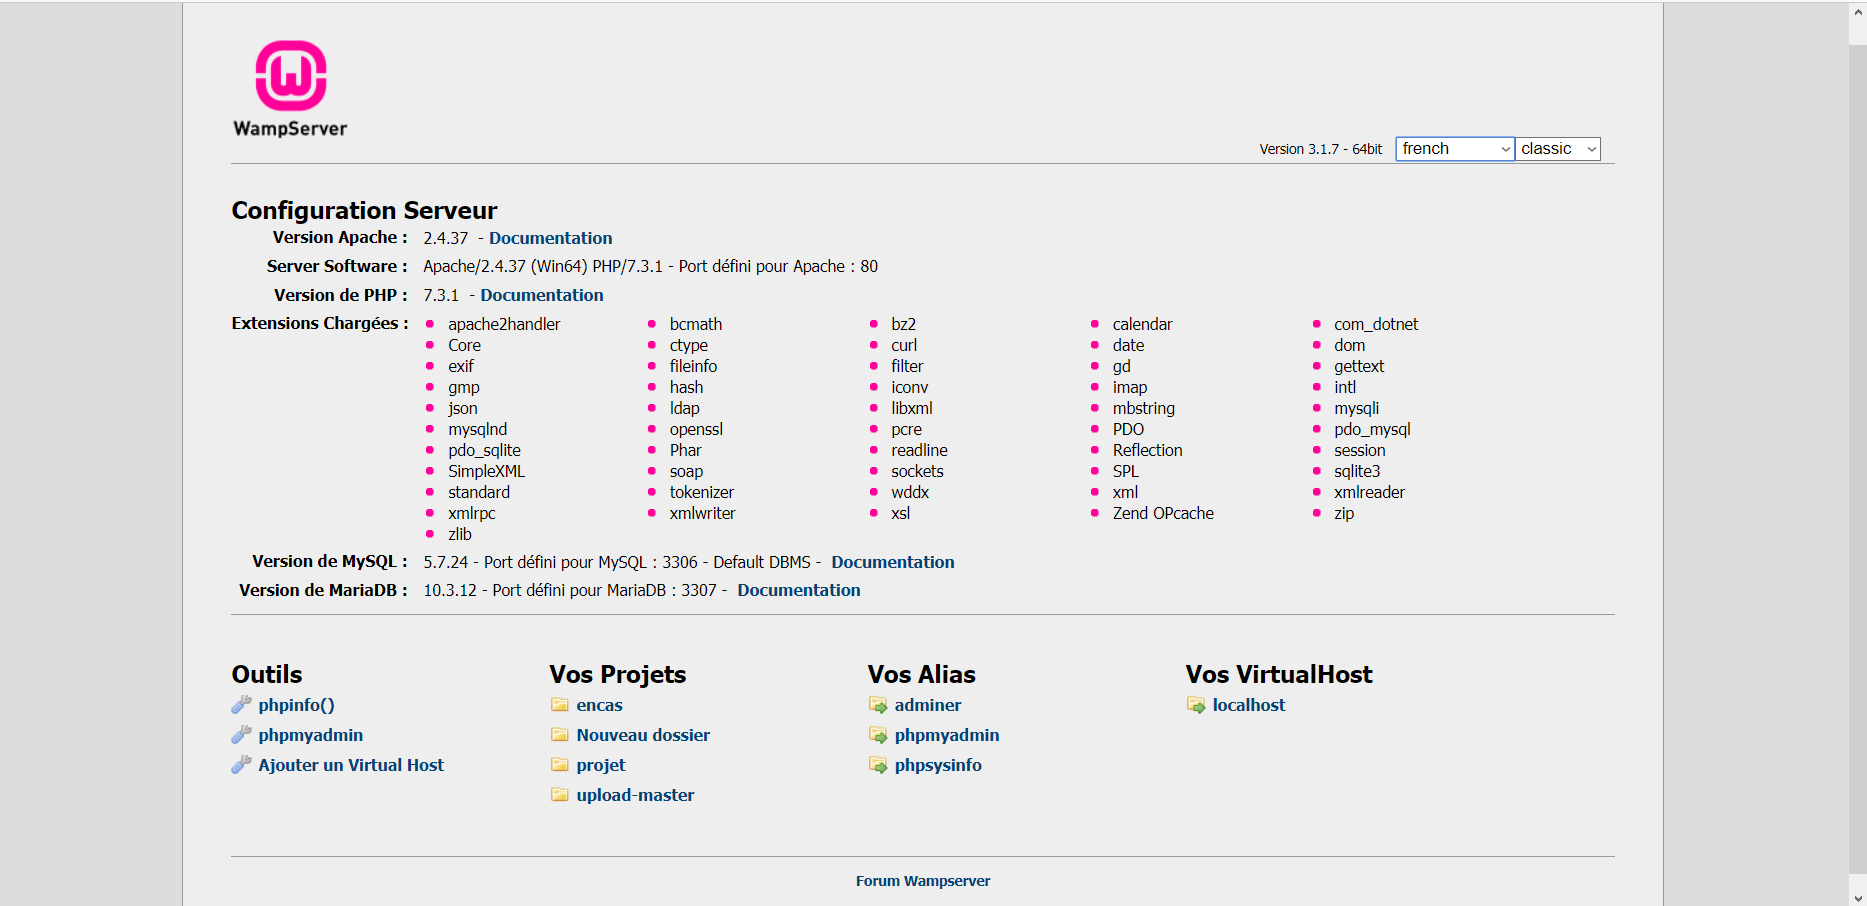 WampServer
Version 3.1.7 - 64bit french classic
Configuration Serveur
Version Apache : 2.4.37 - Documentation
Server Software : Apache/2.4.37 (Win64) PHP/7.3.1 - Port défini pour Apache : 80
Version de PHP : 7.3.1 - Documentation
Extensions Chargées : apache2handler bcmath bz2 calendar com_dotnet
Core ctype curl date dom
exif fileinfo filter gd gettext
gmp hash iconv imap intl
json ldap libxml mbstring mysqli
mysqlnd openssl pcre PDO pdo_mysql
pdo_sqlite Phar readline Reflection session
SimpleXML soap sockets SPL sqlite3
standard tokenizer wddx xml xmlreader
xmlrpc xmlwriter xsl Zend OPcache zip
zlib
Version de MySQL : 5.7.24 - Port défini pour MySQL : 3306 - Default DBMS - Documentation
Version de MariaDB : 10.3.12 - Port défini pour MariaDB : 3307 - Documentation
Outils
phpinfo()
phpmyadmin
Ajouter un Virtual Host
Vos Projets
encas
Nouveau dossier
projet
upload-master
Vos Alias
adminer
phpmyadmin
phpsysinfo
Vos VirtualHost
localhost
Forum Wampserver